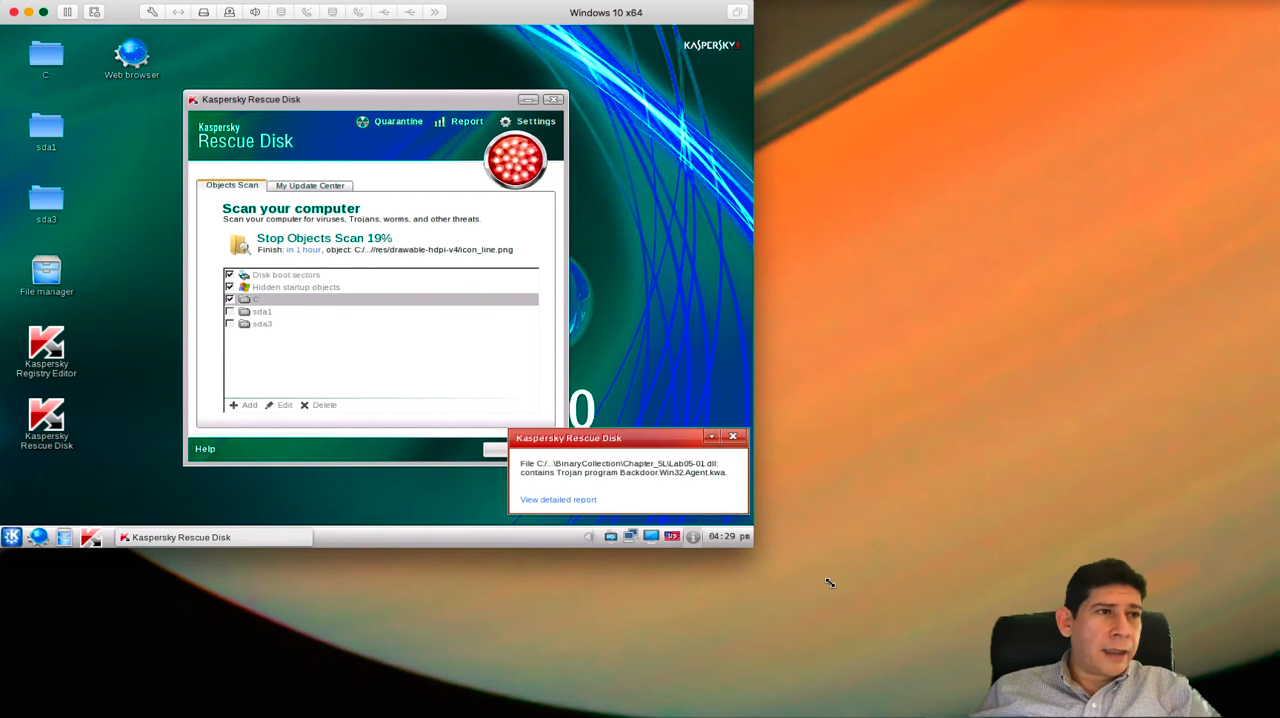 Windows 10 x64
KASPERSKY
C:
Web browser
sda1
sda3
File manager
Kaspersky
Registry Editor
Kaspersky
Rescue Disk
Kaspersky Rescue Disk
Quarantine
Report
Settings
Kaspersky
Rescue Disk
Objects Scan
My Update Center
Scan your computer
Scan your computer for viruses, Trojans, worms, and other threats.
Stop Objects Scan 19%
Finish: in 1 hour, object: C:/...//res/drawable-hdpi-v4/icon_line.png
Disk boot sectors
Hidden startup objects
C:
sda1
sda3
Add
Edit
Delete
Help
0
Kaspersky Rescue Disk
File C:/...\BinaryCollection\Chapter_5L\Lab05-01.dll:
contains Trojan program Backdoor.Win32.Agent.kwa.
View detailed report
Kaspersky Rescue Disk
US
04:29 pm